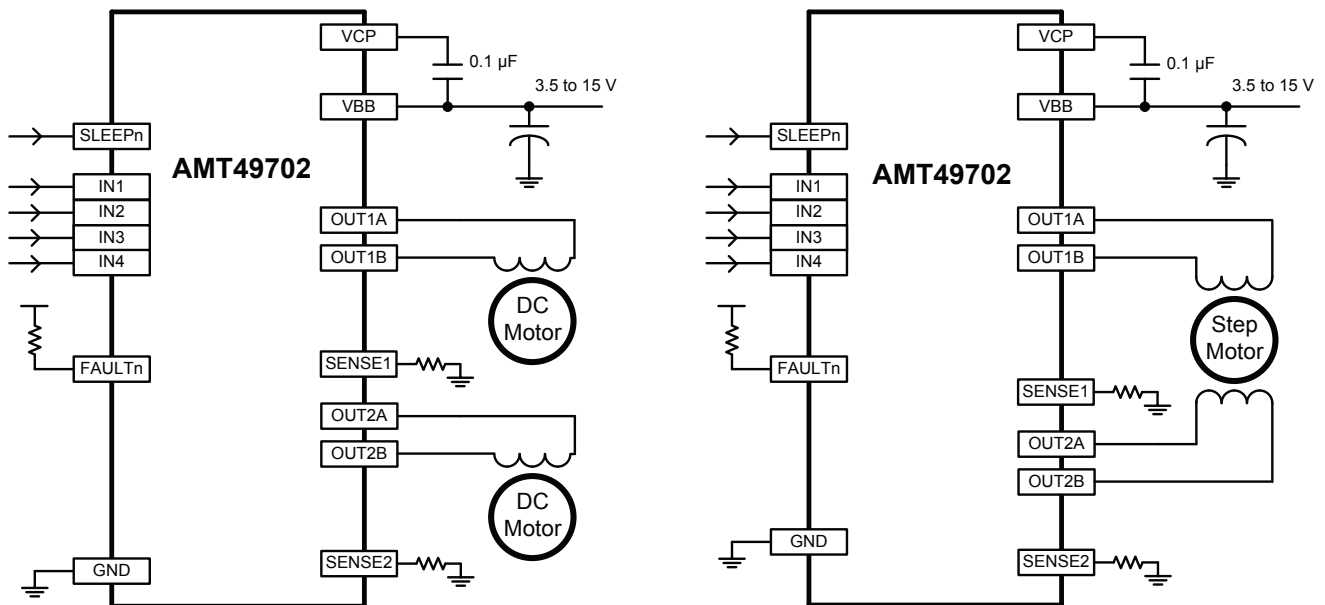 VCP
0.1 µF
3.5 to 15 V
VBB
SLEEPn
AMT49702
IN1
IN2
IN3
IN4
OUT1A
OUT1B
DC
Motor
FAULTn
SENSE1
OUT2A
OUT2B
DC
Motor
GND
SENSE2
VCP
0.1 µF
3.5 to 15 V
VBB
SLEEPn
AMT49702
IN1
IN2
IN3
IN4
OUT1A
OUT1B
Step
Motor
FAULTn
SENSE1
OUT2A
OUT2B
GND
SENSE2